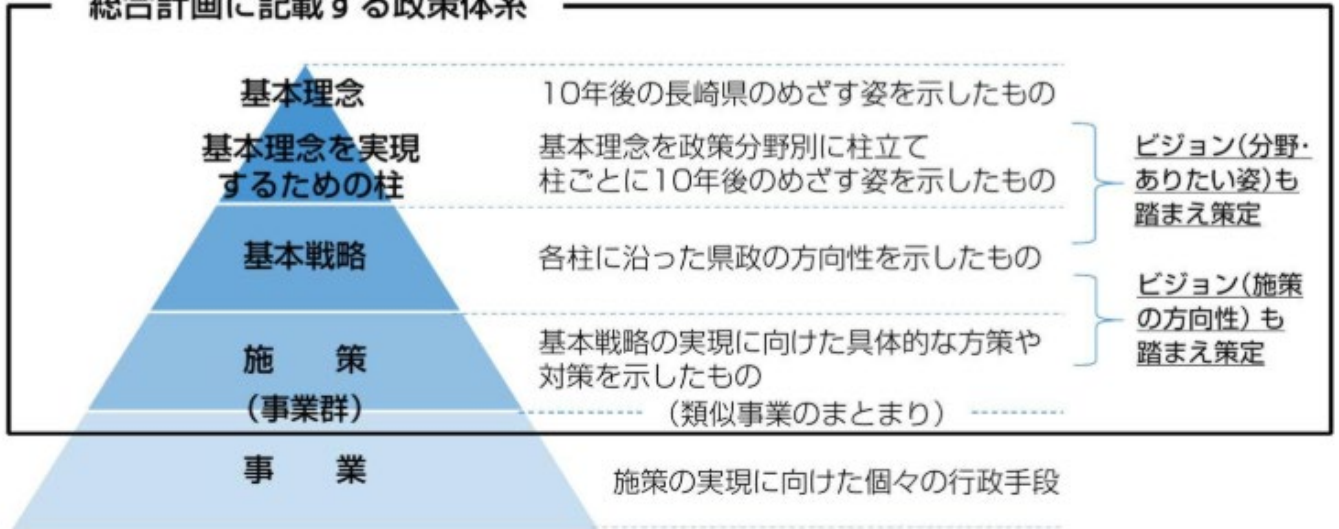 総合計画に記載する政策体系
基本理念
10年後の長崎県のめざす姿を示したもの
基本理念を実現
するための柱
基本理念を政策分野別に柱立て
柱ごとに10年後のめざす姿を示したもの
ビジョン(分野・
ありたい姿)も
踏まえ策定
基本戦略
各柱に沿った県政の方向性を示したもの
ビジョン(施策
の方向性)も
踏まえ策定
施　策
基本戦略の実現に向けた具体的な方策や
対策を示したもの
(事業群)
(類似事業のまとまり)
事　業
施策の実現に向けた個々の行政手段